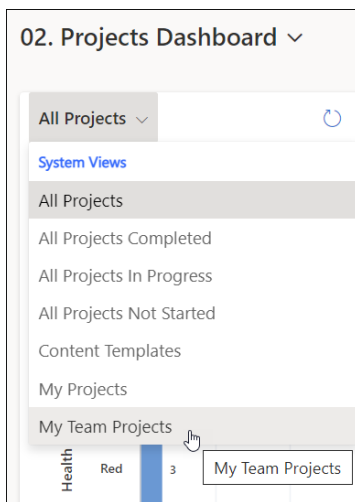 02. Projects Dashboard
All Projects
System Views
All Projects
All Projects Completed
All Projects In Progress
All Projects Not Started
Content Templates
My Projects
My Team Projects
Health
Red
3
My Team Projects